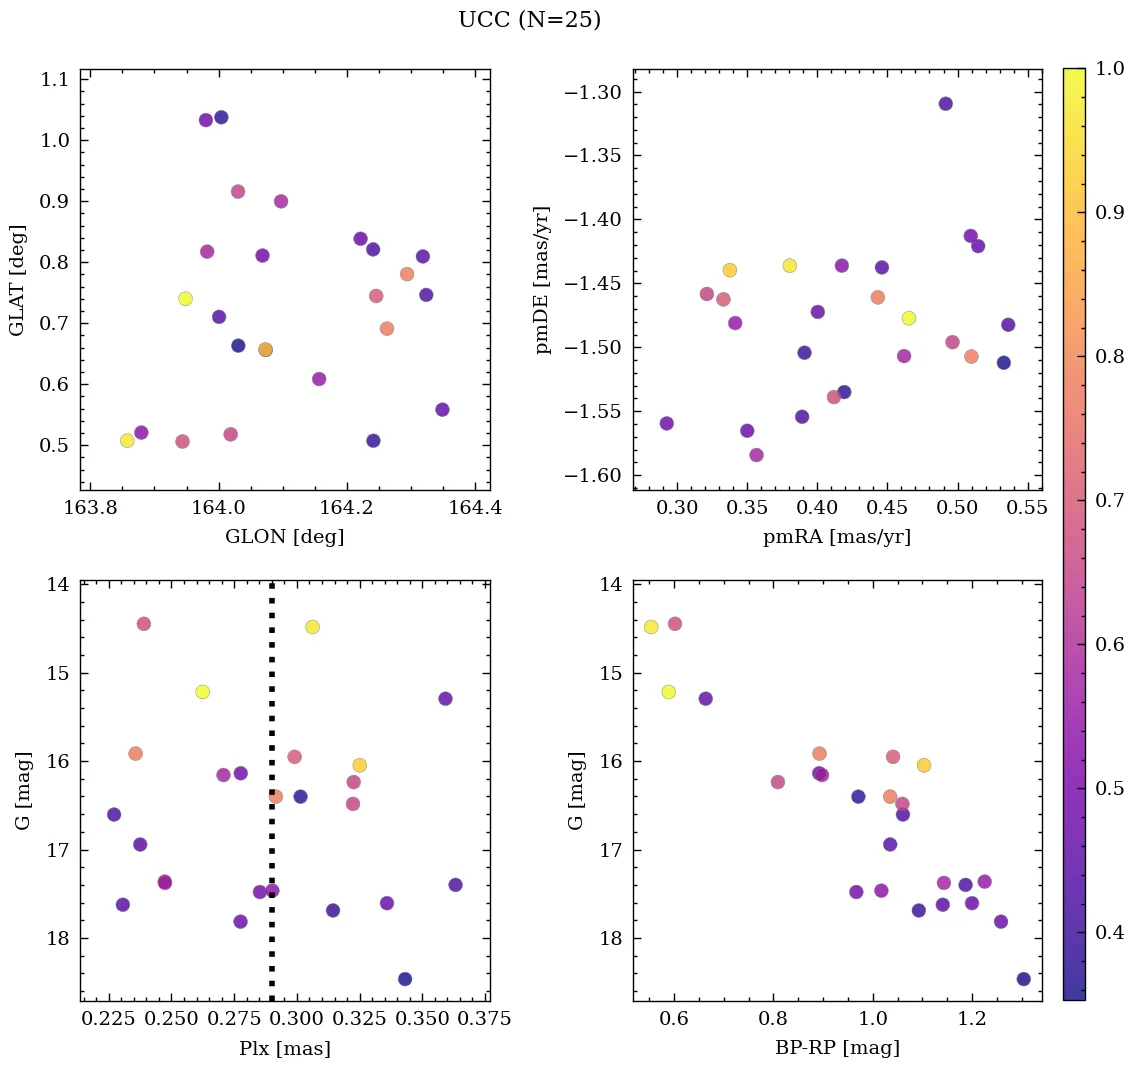 UCC (N=25)
1.1
1.0
0.9
0.8
0.7
0.6
0.5
GLAT [deg]
163.8 164.0 164.2 164.4
GLON [deg]
−1.30
−1.35
−1.40
−1.45
−1.50
−1.55
−1.60
pmDE [mas/yr]
0.30 0.35 0.40 0.45 0.50 0.55
pmRA [mas/yr]
14
15
16
17
18
G [mag]
0.225 0.250 0.275 0.300 0.325 0.350 0.375
Plx [mas]
14
15
16
17
18
G [mag]
0.6 0.8 1.0 1.2
BP-RP [mag]
1.0
0.9
0.8
0.7
0.6
0.5
0.4